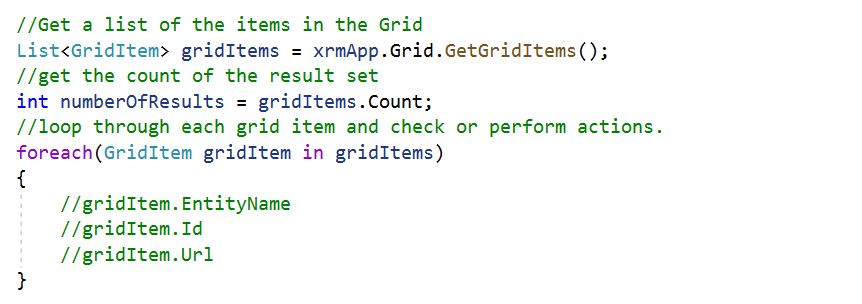 //Get a list of the items in the Grid
List<GridItem> gridItems = xrmApp.Grid.GetGridItems();
//get the count of the result set
int numberOfResults = gridItems.Count;
//loop through each grid item and check or perform actions.
foreach(GridItem gridItem in gridItems)
{
    //gridItem.EntityName
    //gridItem.Id
    //gridItem.Url
}